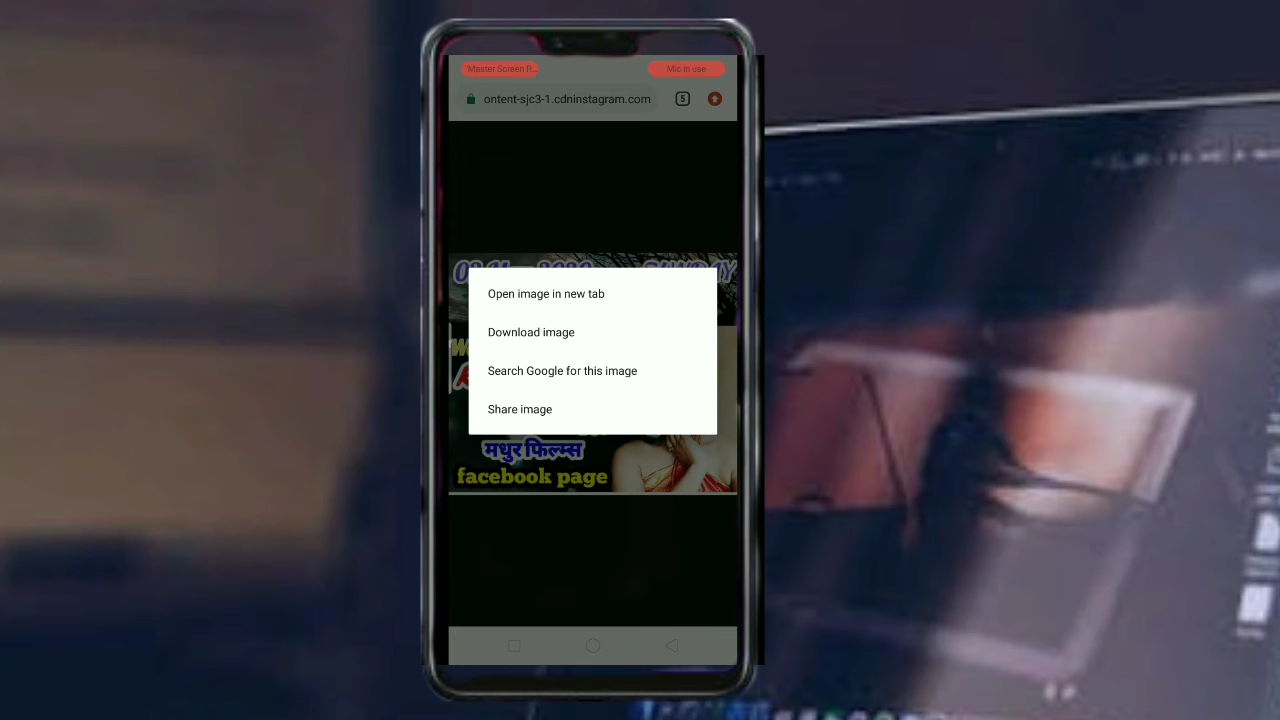 Master Screen R...
Mic in uae
ontent-sjc3-1.cdninstagram.com
5
Open image in new tab
Download image
Search Google for this image
Share image
मधुर फिल्म्स
facebook page